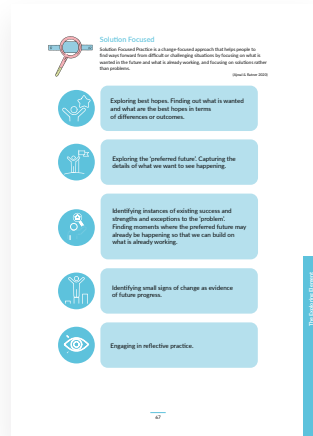 Solution Focused
Solution Focused Practice is a change-focused approach that helps people to
find ways forward from difficult or challenging situations by focusing on what is
wanted in the future and what is already working, and focusing on solutions rather
than problems.
Exploring best hopes. Finding out what is wanted
and what are the best hopes in terms
of differences or outcomes.
Exploring the ‘preferred future’. Capturing the
details of what we want to see happening.
Identifying instances of existing success and
strengths and exceptions to the ‘problem’.
Finding moments where the preferred future may
already be happening so that we can build on
what is already working.
Identifying small signs of change as evidence
of future progress.
Engaging in reflective practice.
The Exploring Element
67